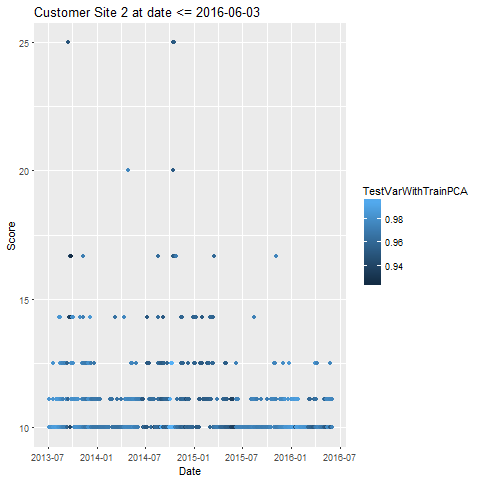 Customer Site 2 at date <= 2016-06-03
25
20
15
10
Score
2013-07 2014-01 2014-07 2015-01 2015-07 2016-01 2016-07
Date
TestVarWithTrainPCA
0.98
0.96
0.94